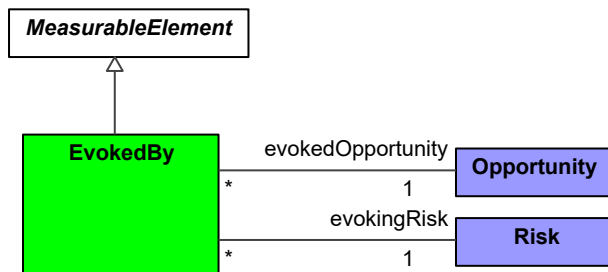 MeasurableElement
EvokedBy
evokedOpportunity
Opportunity
* 1
evokingRisk
Risk
* 1